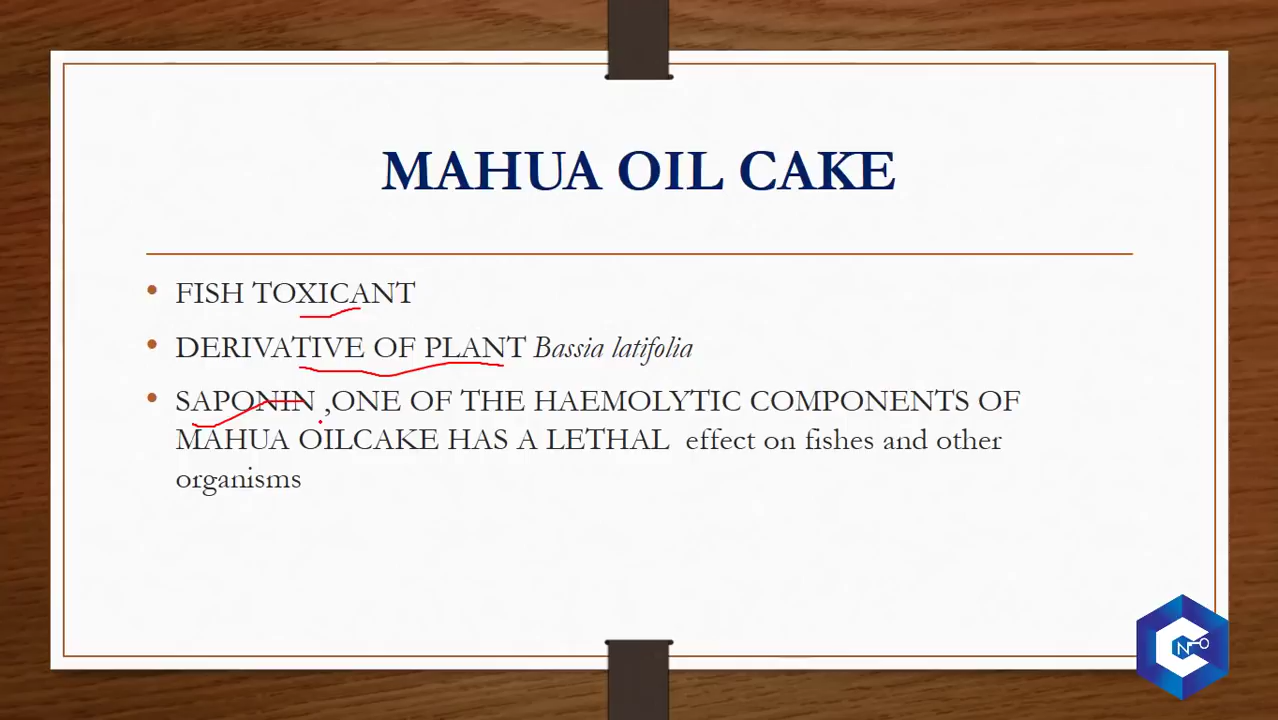 MAHUA OIL CAKE
• FISH TOXICANT
• DERIVATIVE OF PLANT Bassia latifolia
• SAPONIN ,ONE OF THE HAEMOLYTIC COMPONENTS OF
MAHUA OILCAKE HAS A LETHAL effect on fishes and other
organisms